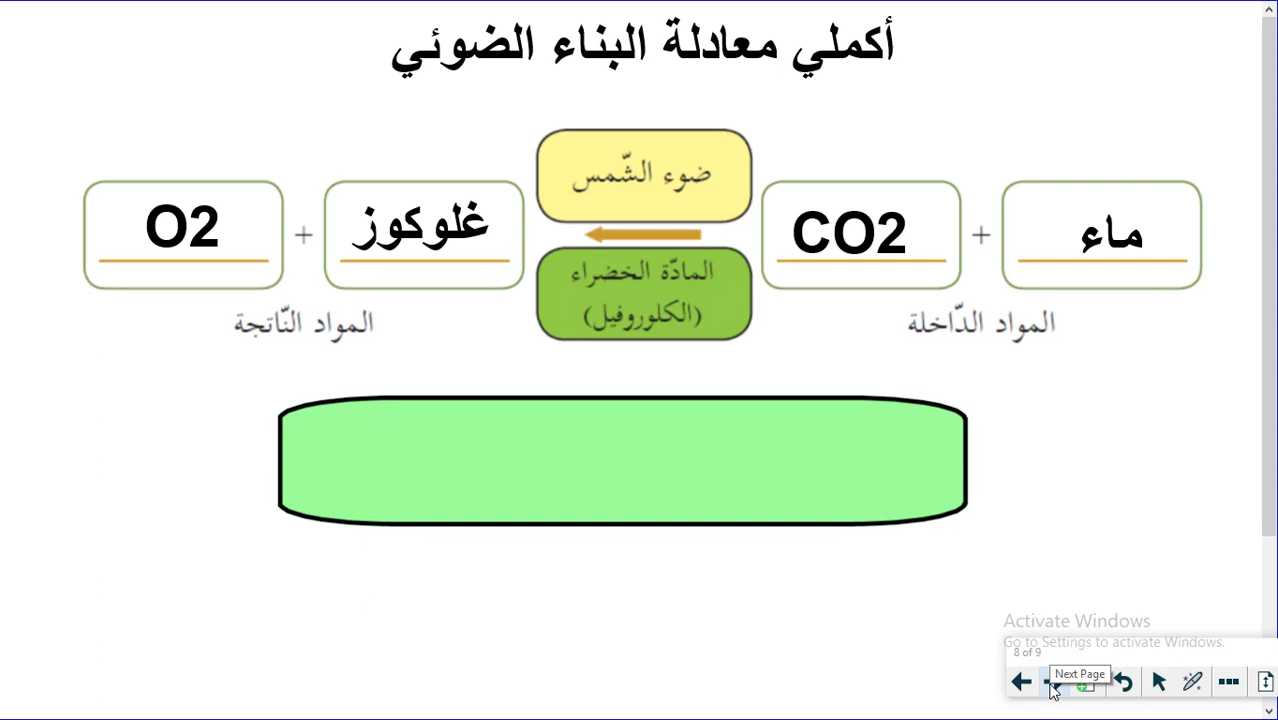 أكملي معادلة البناء الضوئي
ماء + CO2
ضوء الشّمس
المادّة الخضراء
(الكلوروفيل)
غلوكوز + O2
المواد الدّاخلة
المواد النّاتجة
Activate Windows
Go to Settings to activate Windows.
8 of 9
Next Page